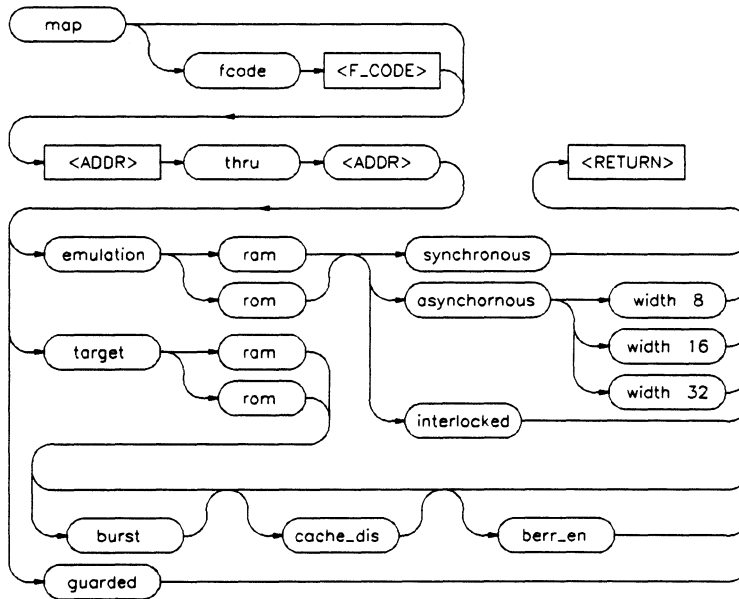 map
fcode <F_CODE>
<ADDR> thru <ADDR> <RETURN>
emulation ram synchronous
rom asynchornous width 8
target ram width 16
rom width 32
interlocked
burst cache_dis berr_en
guarded